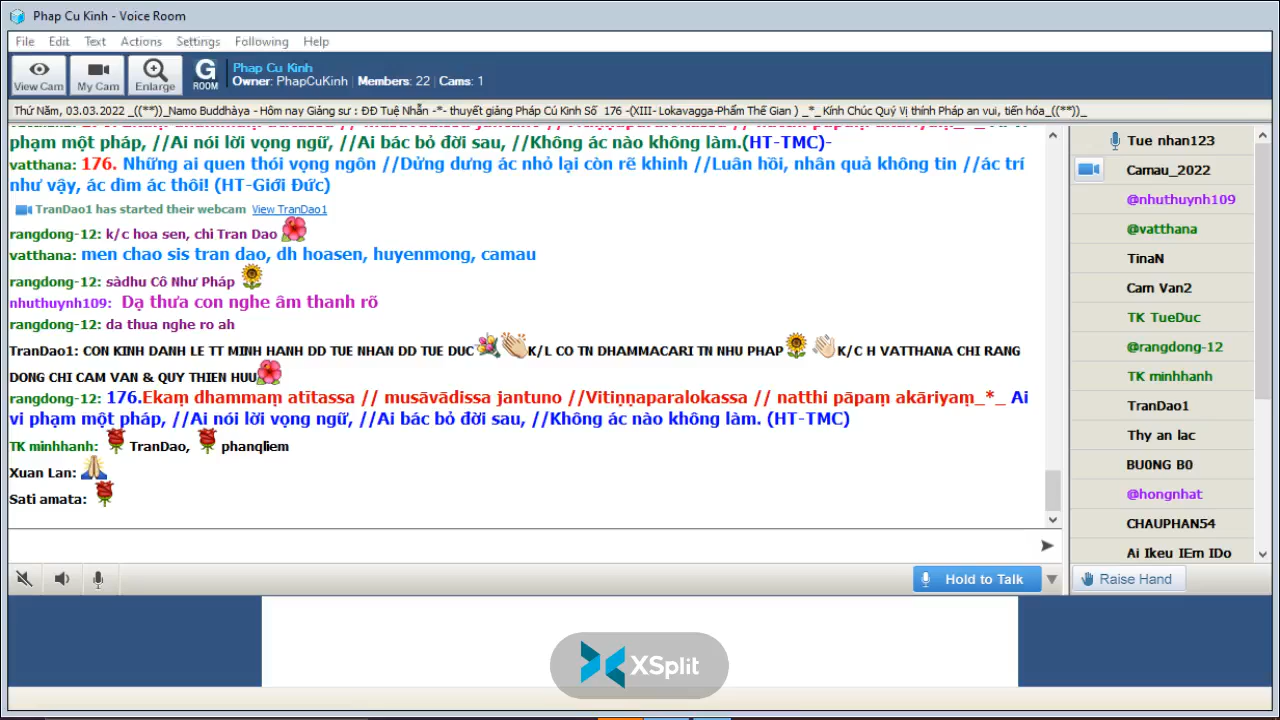 Phap Cu Kinh - Voice Room
File Edit Text Actions Settings Following Help
View Cam My Cam Enlarge G ROOM
Phap Cu Kinh
Owner: PhapCuKinh Members: 22 Cams: 1
Thứ Năm, 03.03.2022 _((**))_Namo Buddhàya - Hôm nay Giảng sư : ĐĐ Tuệ Nhẫn -*- thuyết giảng Pháp Cú Kinh Số 176 -(XIII- Lokavagga-Phẩm Thế Gian ) _*_ Kính Chúc Quý Vị thính Pháp an vui, tiến hóa_((**))_
phạm một pháp, //Ai nói lời vọng ngữ, //Ai bác bỏ đời sau, //Không ác nào không làm.(HT-TMC)-
vatthana: 176. Những ai quen thói vọng ngôn //Dửng dưng ác nhỏ lại còn rẽ khinh //Luân hồi, nhân quả không tin //ác trí
như vậy, ác dìm ác thôi! (HT-Giới Đức)
TranDao1 has started their webcam View TranDao1
rangdong-12: k/c hoa sen, chi Tran Dao
vatthana: men chao sis tran dao, dh hoasen, huyenmong, camau
rangdong-12: sàdhu Cô Như Pháp
nhuthuynh109: Dạ thưa con nghe âm thanh rõ
rangdong-12: da thua nghe ro ah
TranDao1: CON KINH DANH LE TT MINH HANH DD TUE NHAN DD TUE DUC K/L CO TN DHAMMACARI TN NHU PHAP K/C H VATTHANA CHI RANG
DONG CHI CAM VAN & QUY THIEN HUU
rangdong-12: 176.Ekaṃ dhammaṃ atītassa // musāvādissa jantuno //Vitiṇṇaparalokassa // natthi pāpaṃ akāriyaṃ_*_ Ai
vi phạm một pháp, //Ai nói lời vọng ngữ, //Ai bác bỏ đời sau, //Không ác nào không làm. (HT-TMC)
TK minhhanh: TranDao, phanqliem
Xuan Lan:
Sati amata:
Tue nhan123
Camau_2022
@nhuthuynh109
@vatthana
TinaN
Cam Van2
TK TueDuc
@rangdong-12
TK minhhanh
TranDao1
Thy an lac
BU0NG B0
@hongnhat
CHAUPHAN54
Ai Ikeu IEm IDo
Hold to Talk
Raise Hand
XSplit